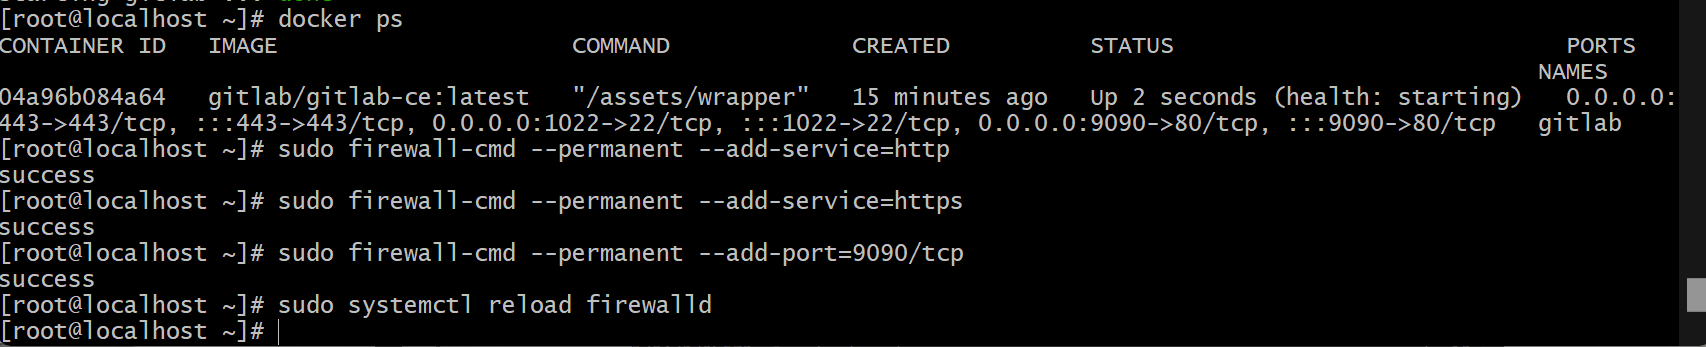 [root@localhost ~]# docker ps
CONTAINER ID   IMAGE                     COMMAND             CREATED          STATUS                            PORTS
NAMES
04a96b084a64   gitlab/gitlab-ce:latest   "/assets/wrapper"   15 minutes ago   Up 2 seconds (health: starting)   0.0.0.0:
443->443/tcp, :::443->443/tcp, 0.0.0.0:1022->22/tcp, :::1022->22/tcp, 0.0.0.0:9090->80/tcp, :::9090->80/tcp   gitlab
[root@localhost ~]# sudo firewall-cmd --permanent --add-service=http
success
[root@localhost ~]# sudo firewall-cmd --permanent --add-service=https
success
[root@localhost ~]# sudo firewall-cmd --permanent --add-port=9090/tcp
success
[root@localhost ~]# sudo systemctl reload firewalld
[root@localhost ~]#